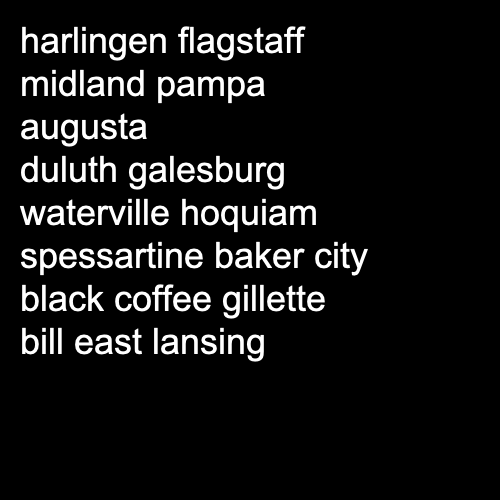 harlingen flagstaff
midland pampa
augusta
duluth galesburg
waterville hoquiam
spessartine baker city
black coffee gillette
bill east lansing